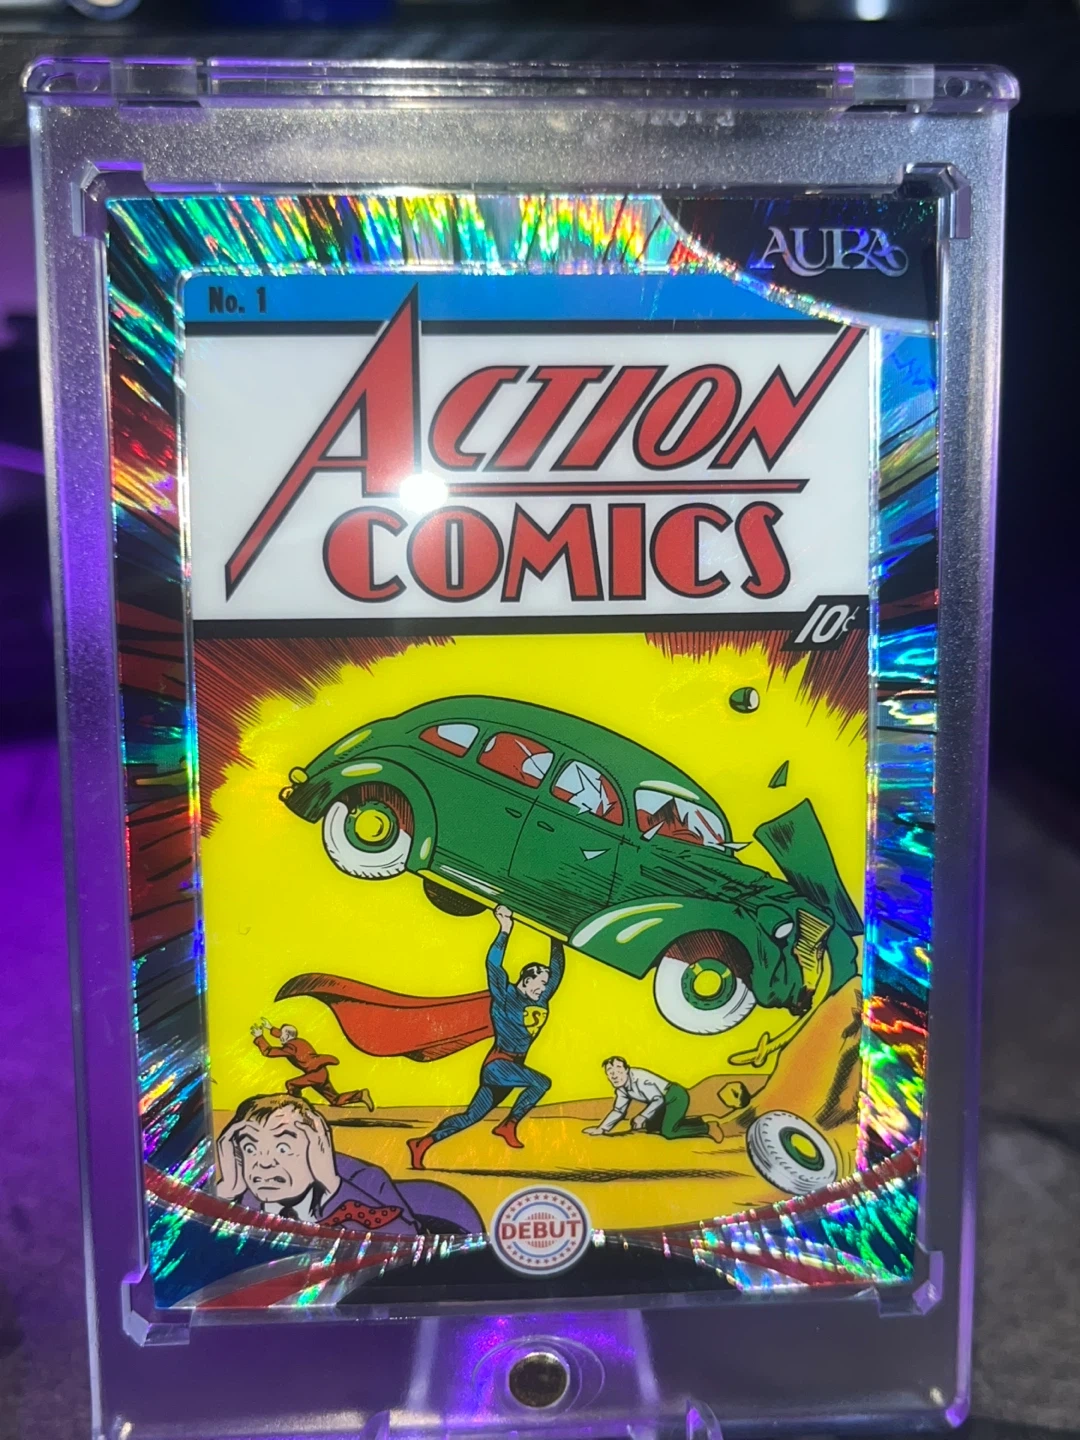 AURA
No. 1
ACTION
COMICS
10¢
S
DEBUT